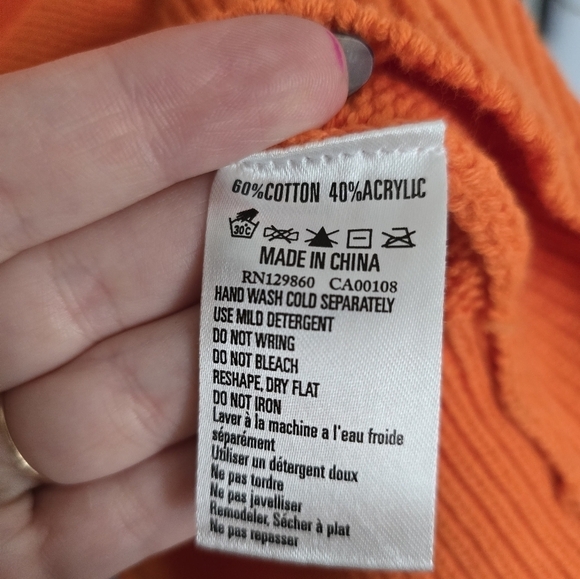 60%COTTON 40%ACRYLIC
30°C
MADE IN CHINA
RN129860 CA00108
HAND WASH COLD SEPARATELY
USE MILD DETERGENT
DO NOT WRING
DO NOT BLEACH
RESHAPE, DRY FLAT
DO NOT IRON
Laver à la machine a l'eau froide
séparément
Utiliser un détergent doux
Ne pas tordre
Ne pas javelliser
Remodeler, Sécher à plat
Ne pas repasser